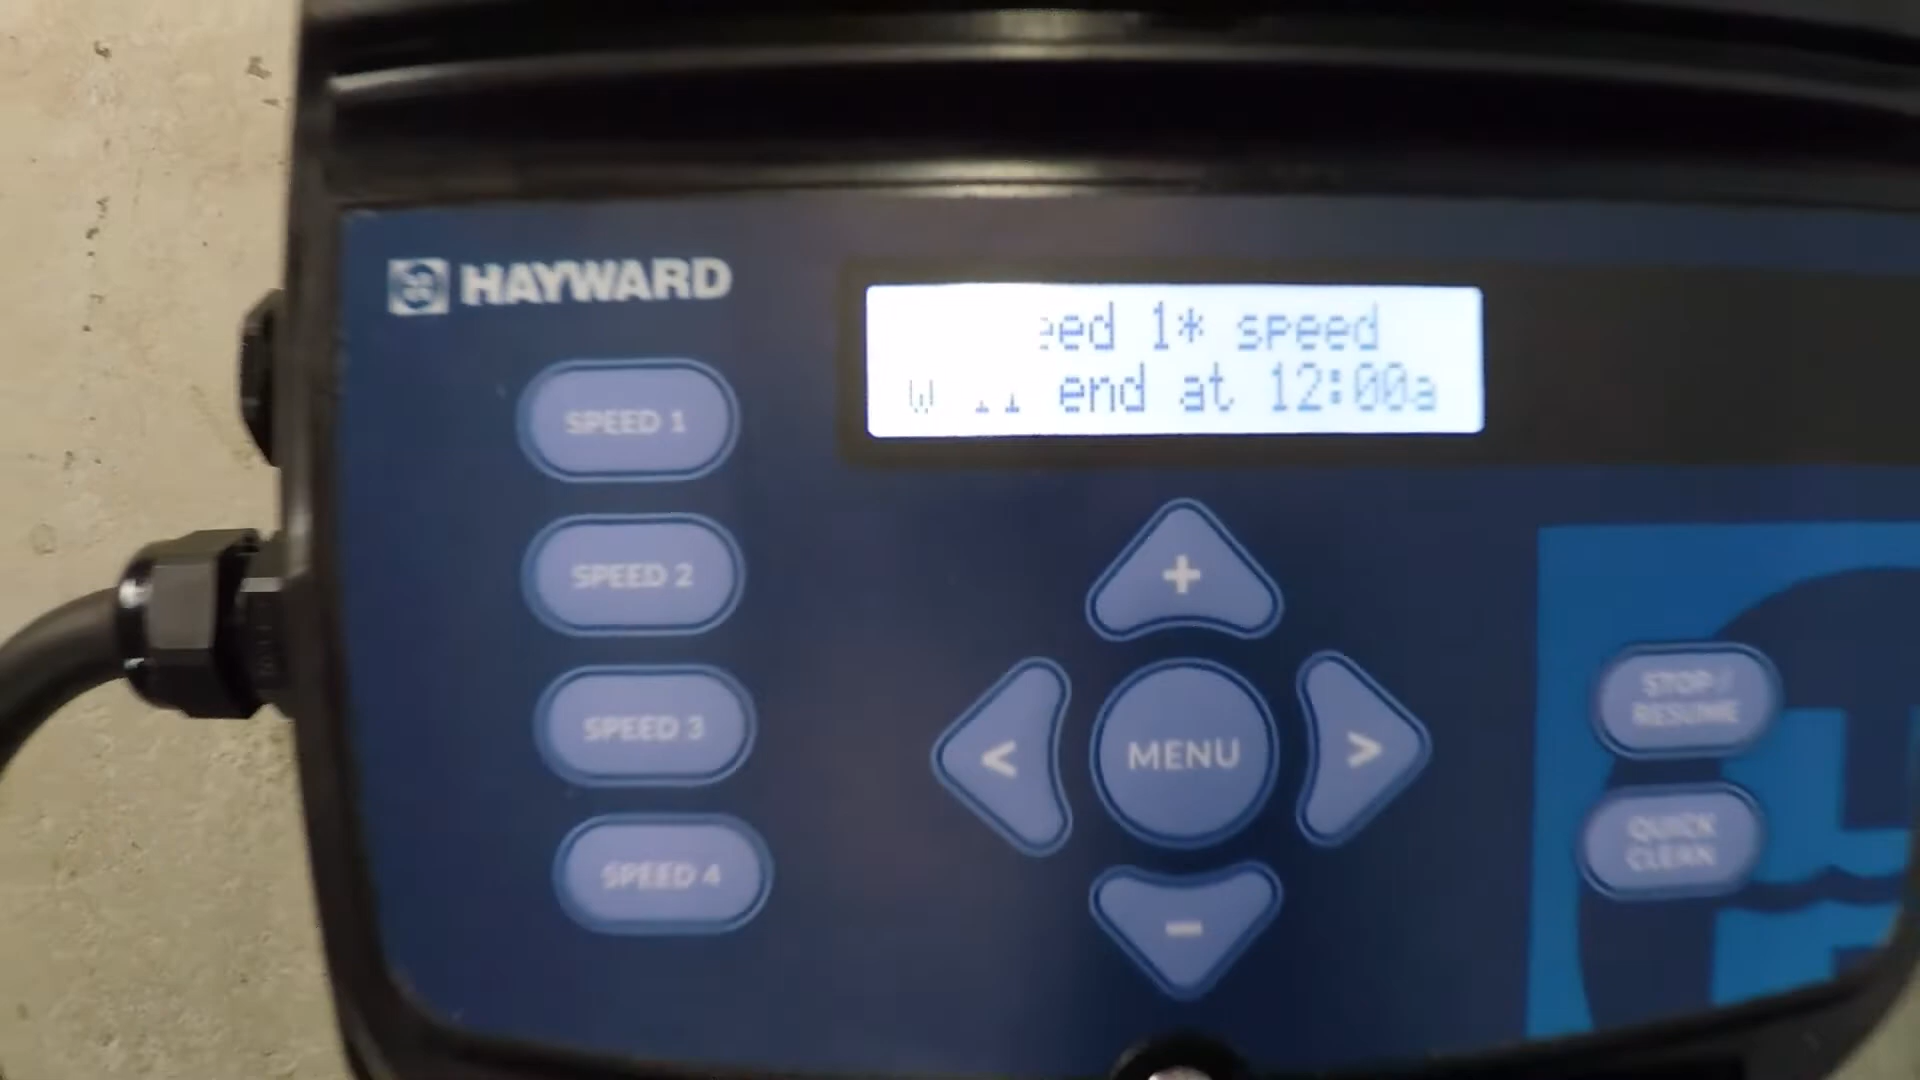 HAYWARD
1* speed
end at 12:00a
SPEED 1
SPEED 2
SPEED 3
SPEED 4
+
<
MENU
>
-
STOP/
RESUME
QUICK
CLEAN